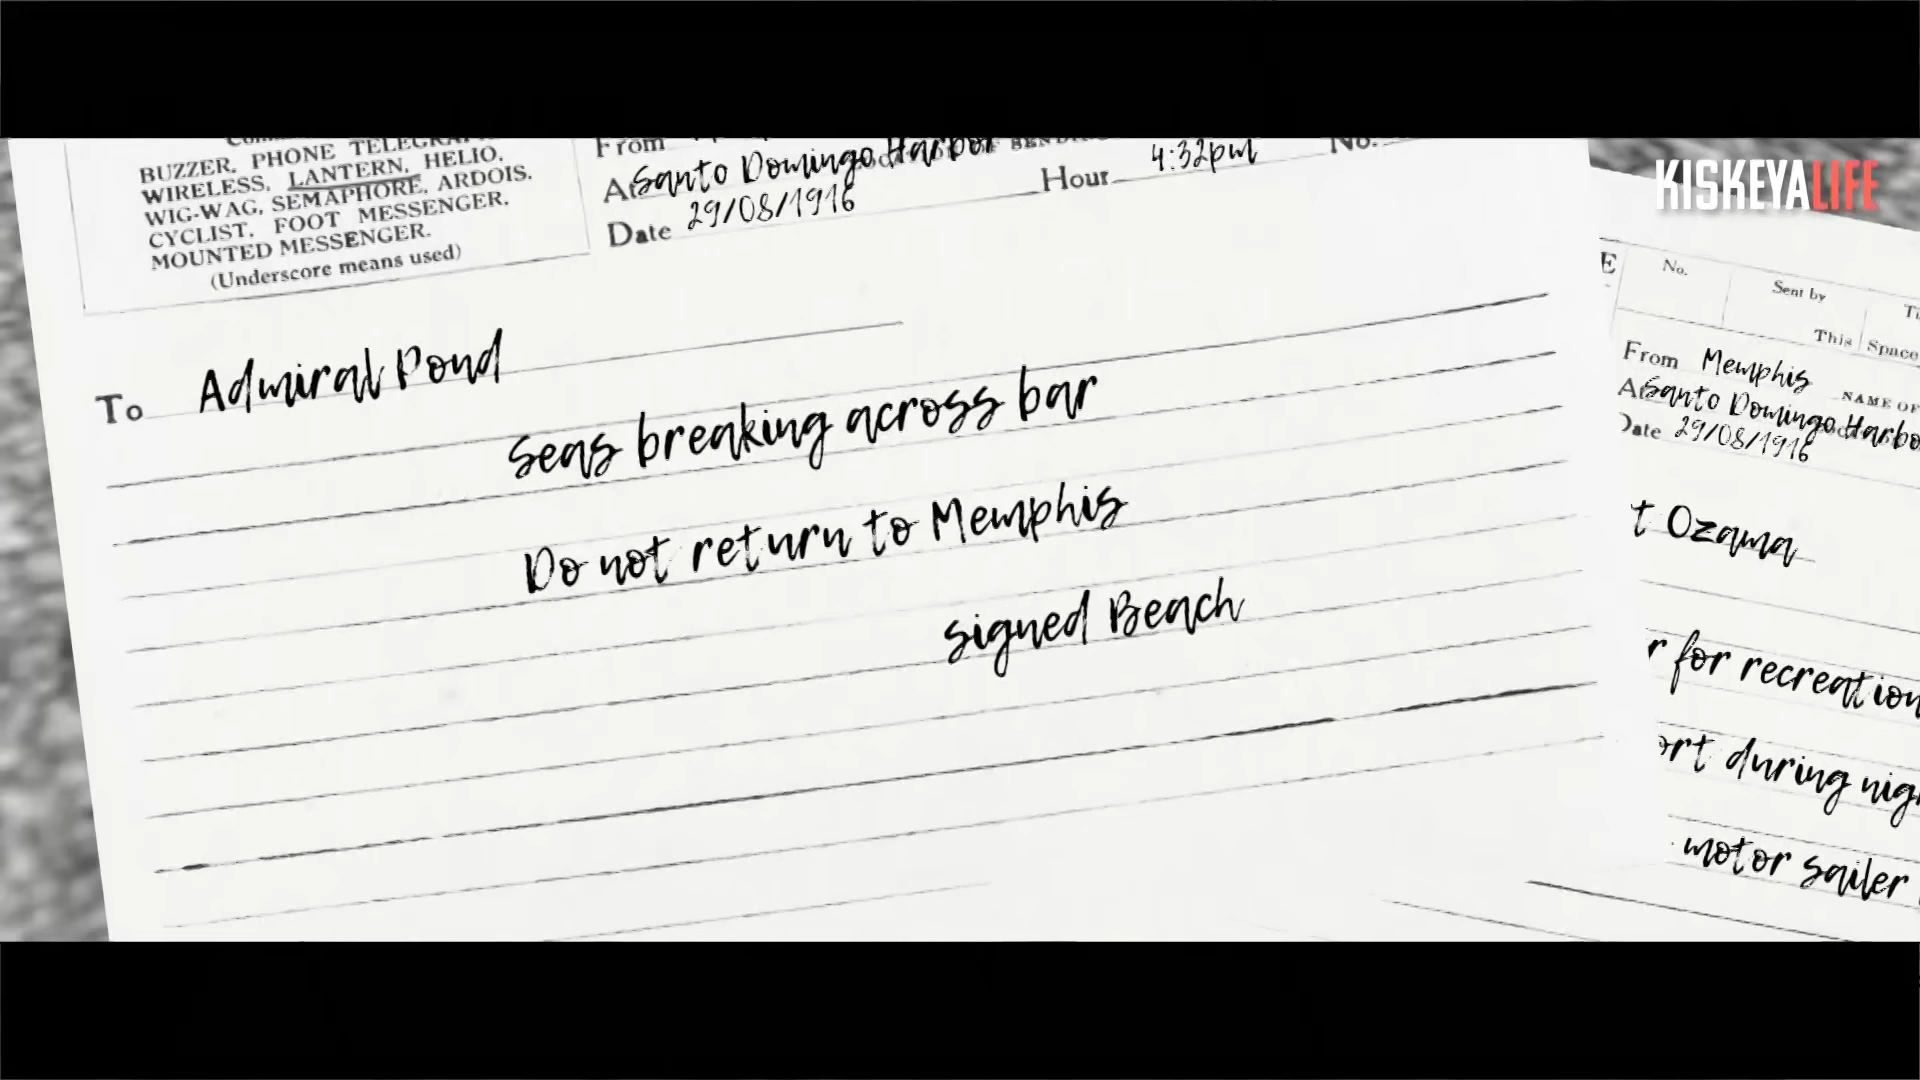 BUZZER, PHONE
WIRELESS, LANTERN, HELIO,
WIG-WAG, SEMAPHORE, ARDOIS.
CYCLIST. FOOT MESSENGER.
MOUNTED MESSENGER.
(Underscore means used)
From
At Santo Domingo Harbor
Date 29/08/1916
Hour 4:32pm
No.
To Admiral Pond
Seas breaking across bar
Do not return to Memphis
signed Beach
KISKEYALIFE
E
No.
Sent by
This Space
From Memphis
NAME OF
At Santo Domingo Harbo
Date 29/08/1916
t Ozama
r for recreation
ort during nig
motor sailer